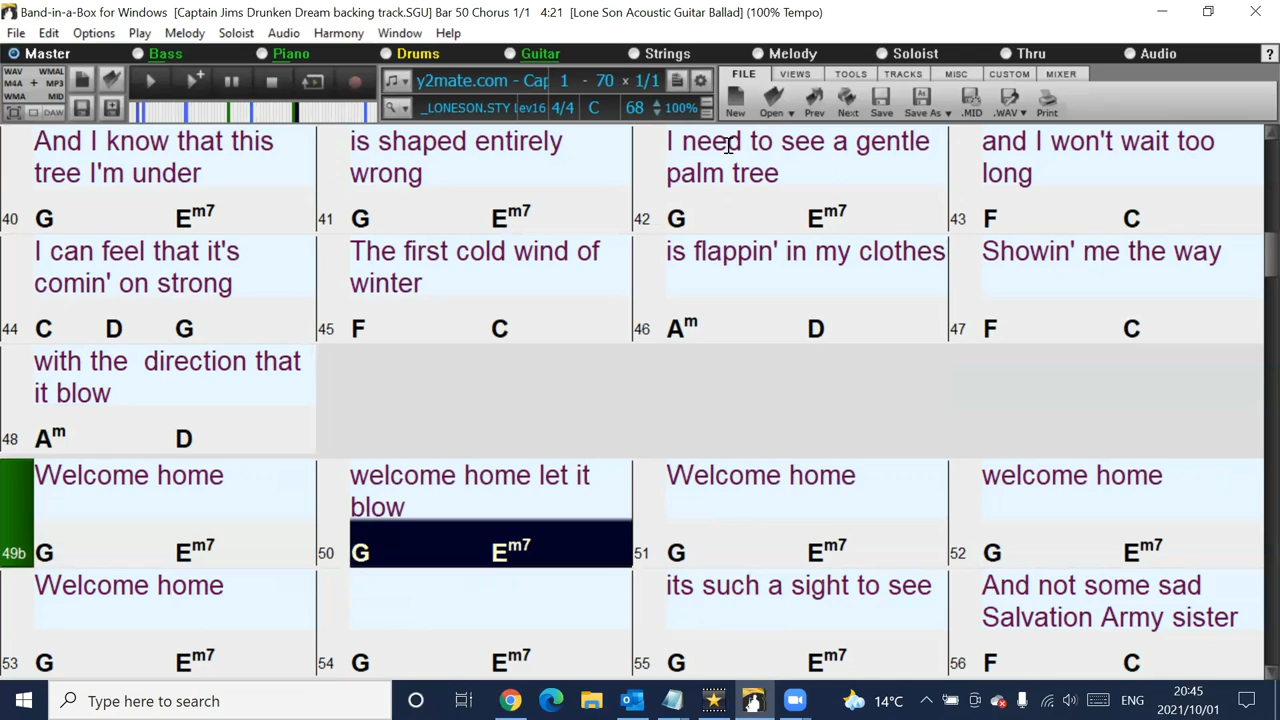 Band-in-a-Box for Windows [Captain Jims Drunken Dream backing track.SGU] Bar 50 Chorus 1/1 4:21 [Lone Son Acoustic Guitar Ballad] (100% Tempo)
File Edit Options Play Melody Soloist Audio Harmony Window Help
Master Bass Piano Drums Guitar Strings Melody Soloist Thru Audio ?
WAV WMAL
M4A + MP3
WMA MID
DAW
y2mate.com - Cap 1 - 70 x 1/1
_LONESON.STY Lev16 4/4 C 68 100%
FILE VIEWS TOOLS TRACKS MISC CUSTOM MIXER
New Open Prev Next Save Save As .MID .WAV Print
And I know that this is shaped entirely I need to see a gentle and I won't wait too
tree I'm under wrong palm tree long
40 G Em7 41 G Em7 42 G Em7 43 F C
I can feel that it's The first cold wind of is flappin' in my clothes Showin' me the way
comin' on strong winter
44 C D G 45 F C 46 Am D 47 F C
with the direction that
it blow
48 Am D
Welcome home welcome home let it Welcome home welcome home
blow
49b G Em7 50 G Em7 51 G Em7 52 G Em7
Welcome home its such a sight to see And not some sad
Salvation Army sister
53 G Em7 54 G Em7 55 G Em7 56 F C
Type here to search
14°C ENG 20:45
2021/10/01